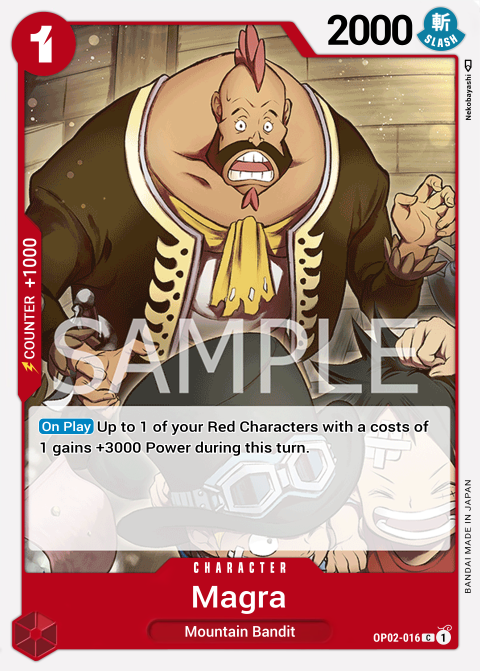 1
2000
斬
SLASH
Nekobayashi
COUNTER +1000
SAMPLE
On Play Up to 1 of your Red Characters with a costs of
1 gains +3000 Power during this turn.
BANDAI MADE IN JAPAN
CHARACTER
Magra
Mountain Bandit
OP02-016 C 1